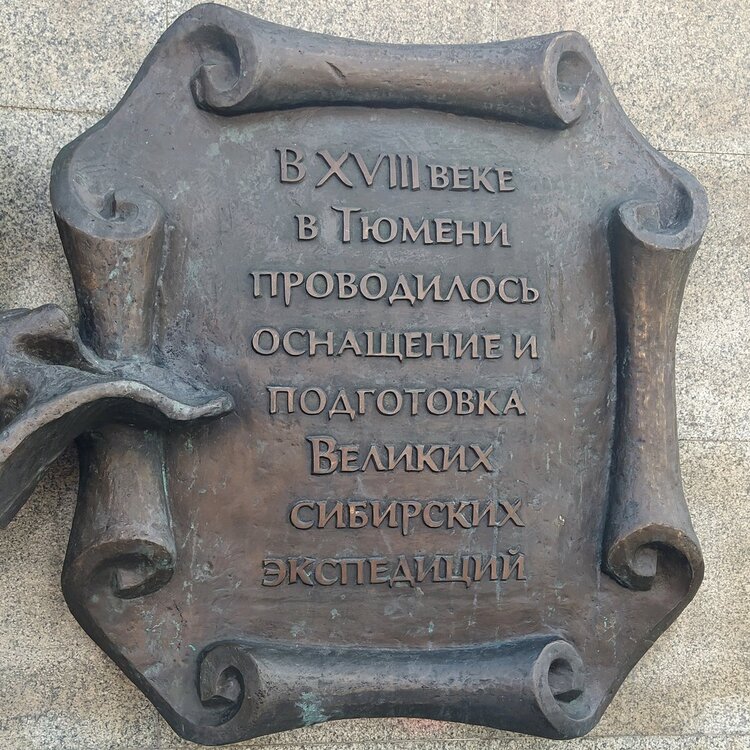 В XVIII веке
в Тюмени
проводилось
оснащение и
подготовка
Великих
сибирских
экспедиций